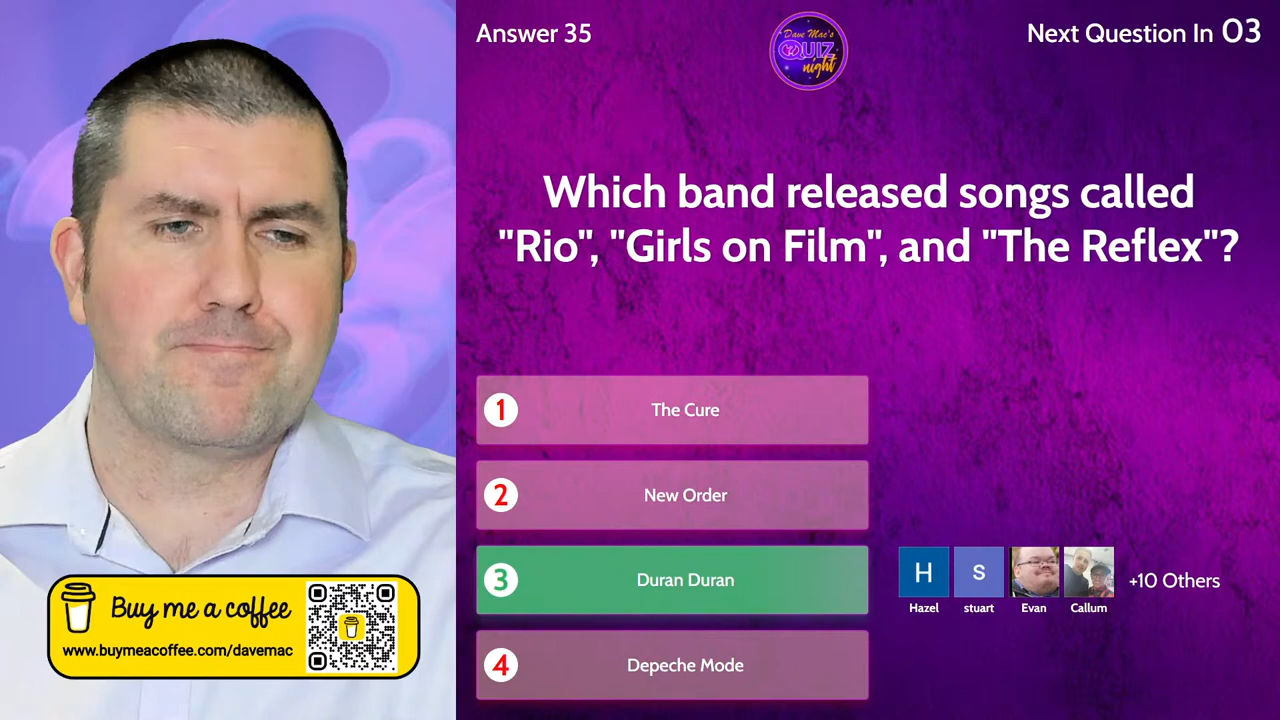 Answer 35
Dave Mac's
QUIZ
night
Next Question In 03
Which band released songs called
"Rio", "Girls on Film", and "The Reflex"?
1 The Cure
2 New Order
3 Duran Duran
4 Depeche Mode
H
S
+10 Others
Hazel stuart Evan Callum
Buy me a coffee
www.buymeacoffee.com/davemac